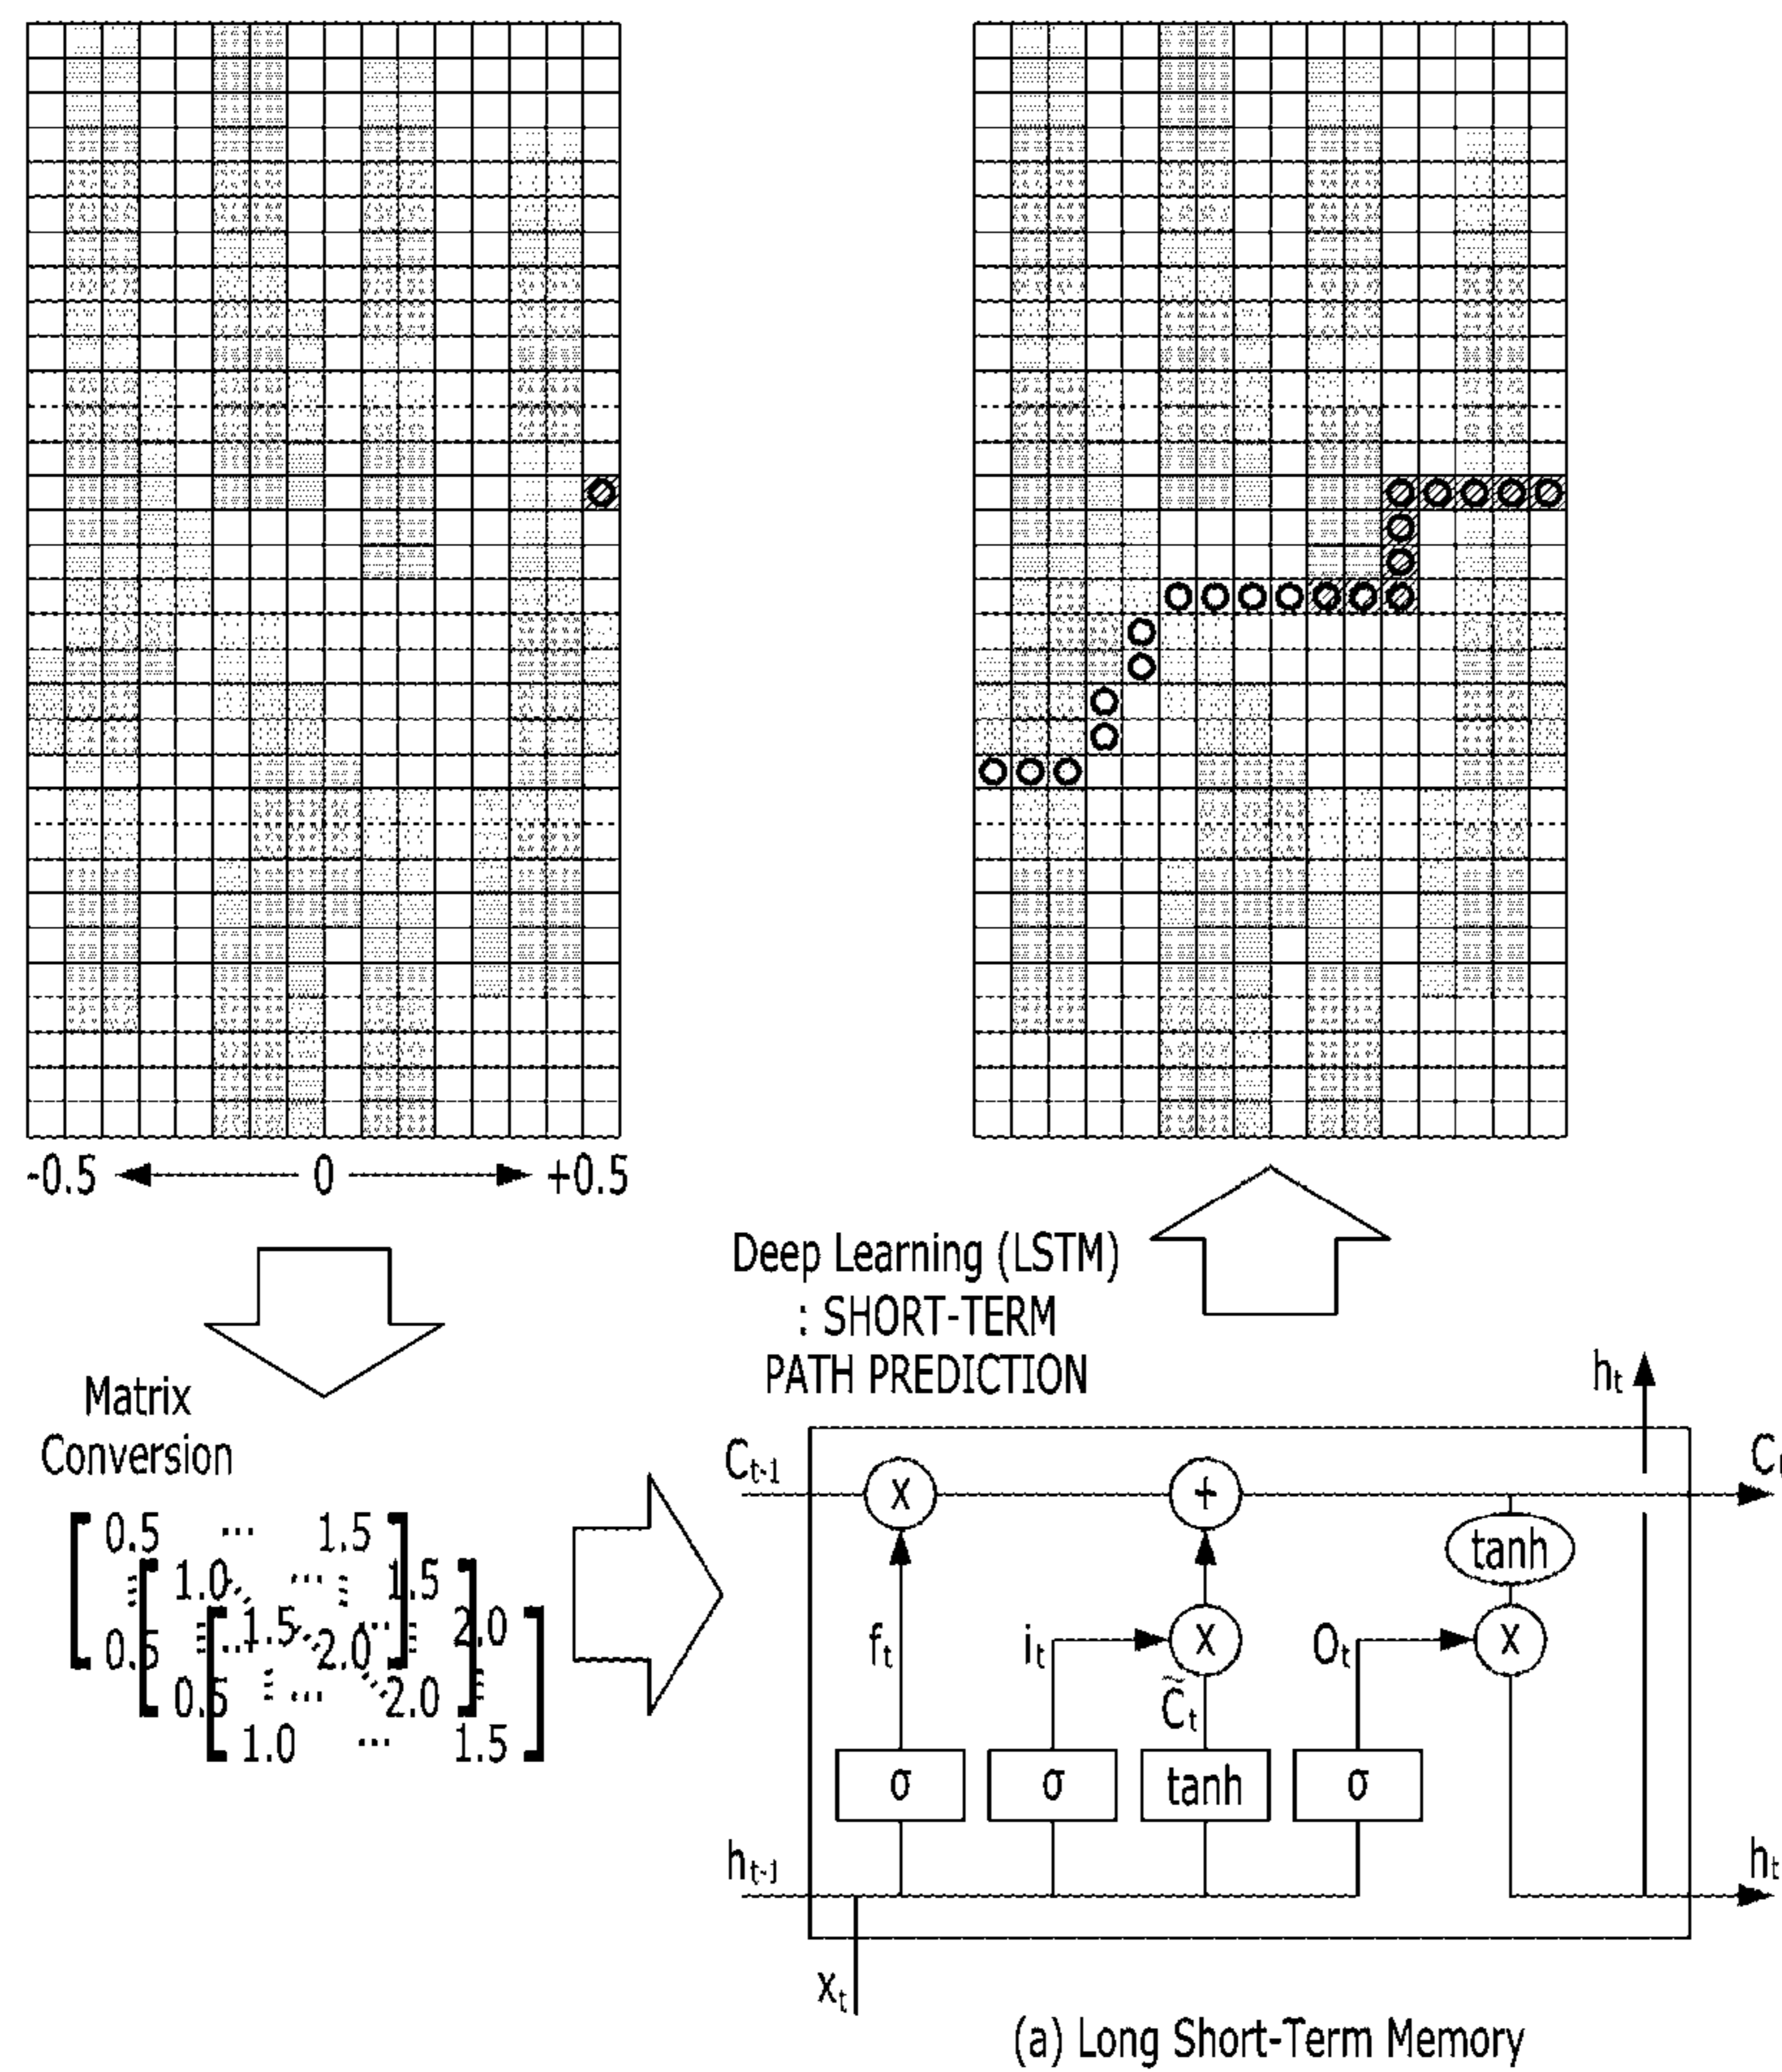 -0.5 0 +0.5
Deep Learning (LSTM)
: SHORT-TERM
PATH PREDICTION
Matrix
Conversion
0.5 ... 1.5
1.0 ... 1.5
0.5 ... 1.5 ... 2.0 ... 2.0
0.5 ... 2.0
1.0 ... 1.5
hₜ
Cₜ₋₁ x + Cₜ
tanh
fₜ iₜ x Oₜ x
C̃ₜ
σ σ tanh σ
hₜ₋₁ hₜ
xₜ
(a) Long Short-Term Memory